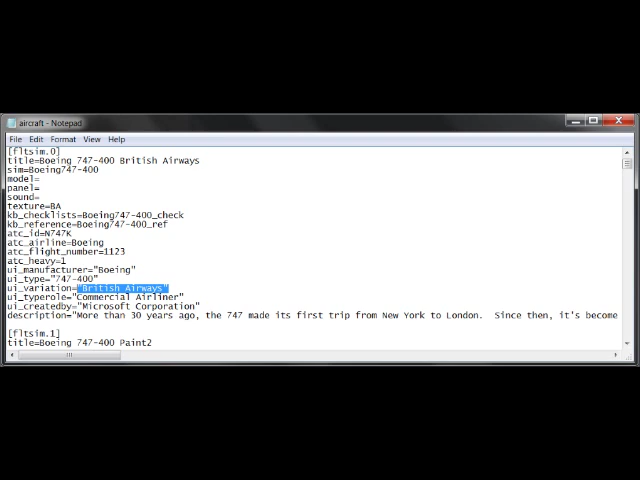 aircraft - Notepad
File Edit Format View Help
[fltsim.0]
title=Boeing 747-400 British Airways
sim=Boeing747-400
model=
panel=
sound=
texture=BA
kb_checklists=Boeing747-400_check
kb_reference=Boeing747-400_ref
atc_id=N747K
atc_airline=Boeing
atc_flight_number=1123
atc_heavy=1
ui_manufacturer="Boeing"
ui_type="747-400"
ui_variation="British Airways"
ui_typerole="Commercial Airliner"
ui_createdby="Microsoft Corporation"
description="More than 30 years ago, the 747 made its first trip from New York to London.  Since then, it's become
[fltsim.1]
title=Boeing 747-400 Paint2